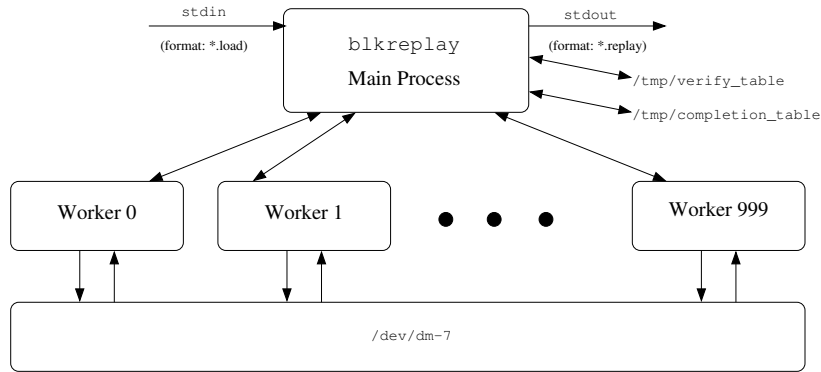 stdin
stdout
(format: *.load)
blkreplay
(format: *.replay)
Main Process
/tmp/verify_table
/tmp/completion_table
Worker 0
Worker 1
Worker 999
/dev/dm-7